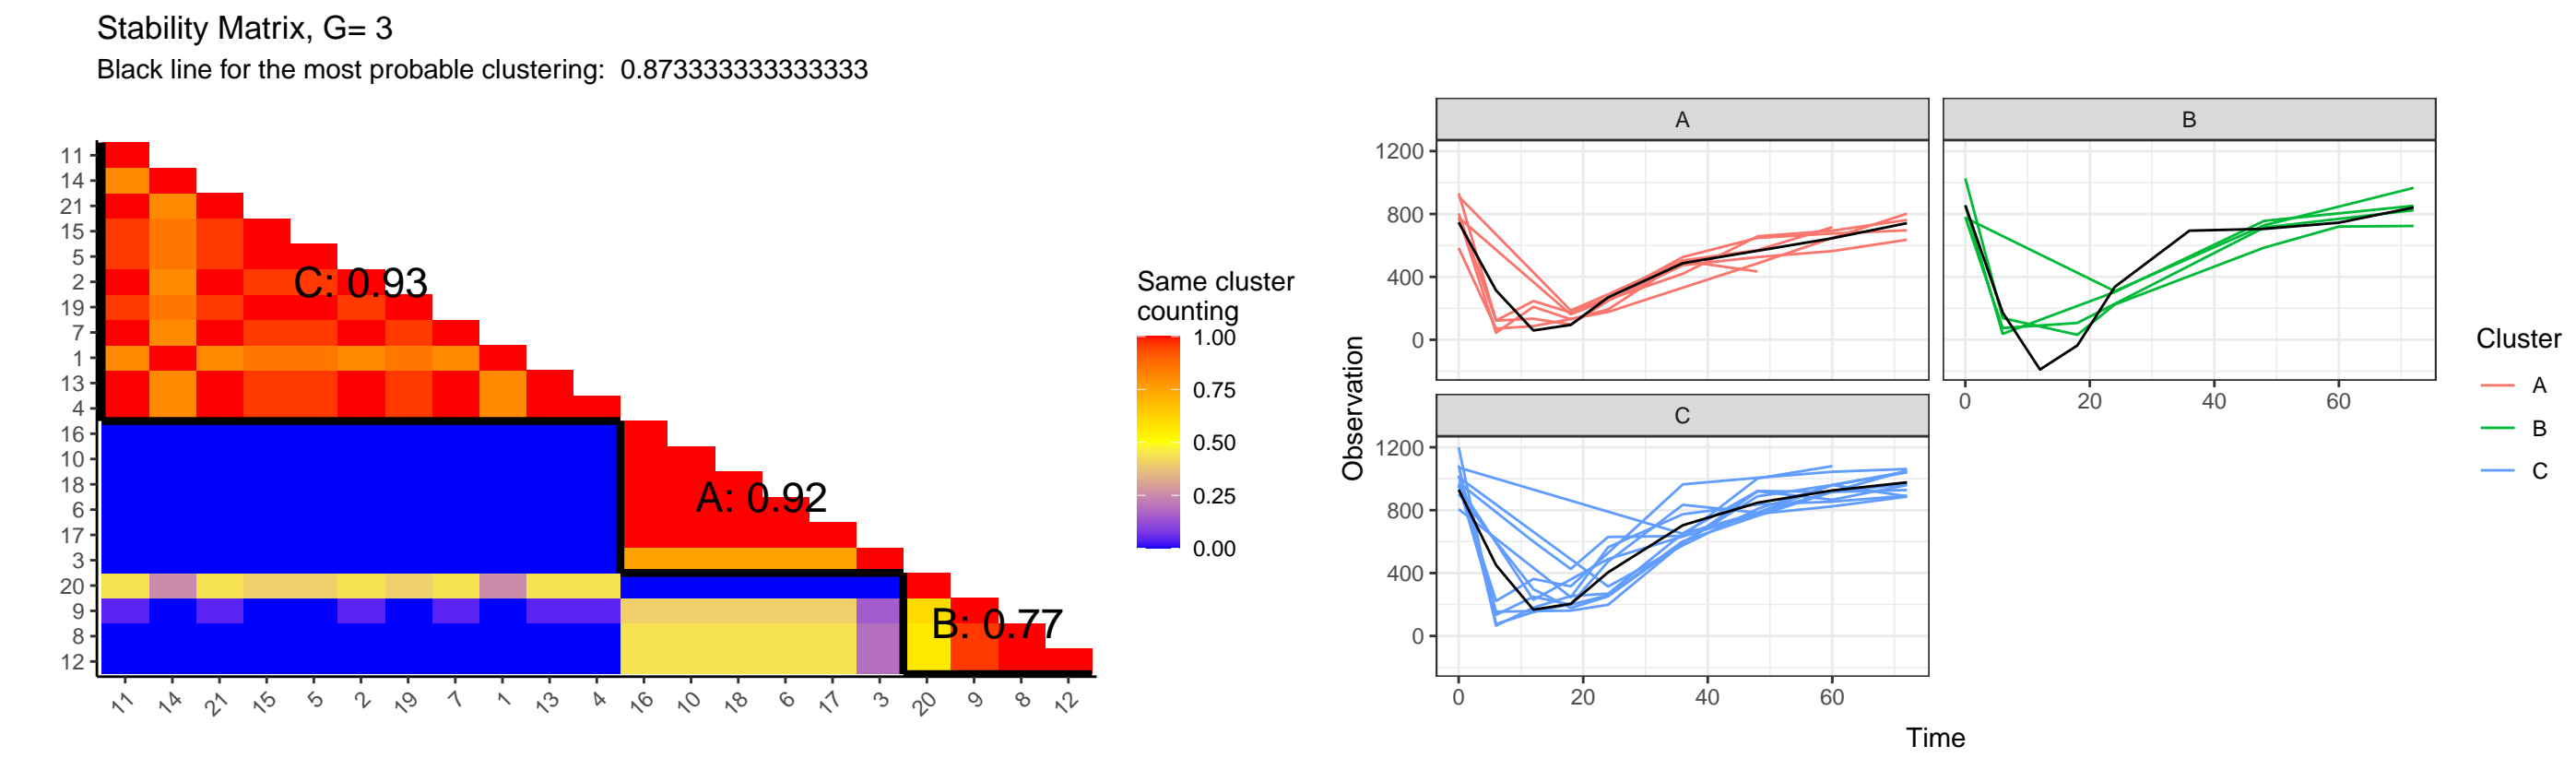 Stability Matrix, G= 3
Black line for the most probable clustering:  0.873333333333333
11
14
21
15
5
2
19
7
1
13
4
16
10
18
6
17
3
20
9
8
12
C: 0.93
A: 0.92
B: 0.77
11 14 21 15 5 2 19 7 1 13 4 16 10 18 6 17 3 20 9 8 12
Same cluster
counting
1.00
0.75
0.50
0.25
0.00
Observation
A
B
1200
800
400
0
0 20 40 60
C
1200
800
400
0
0 20 40 60
Time
Cluster
A
B
C